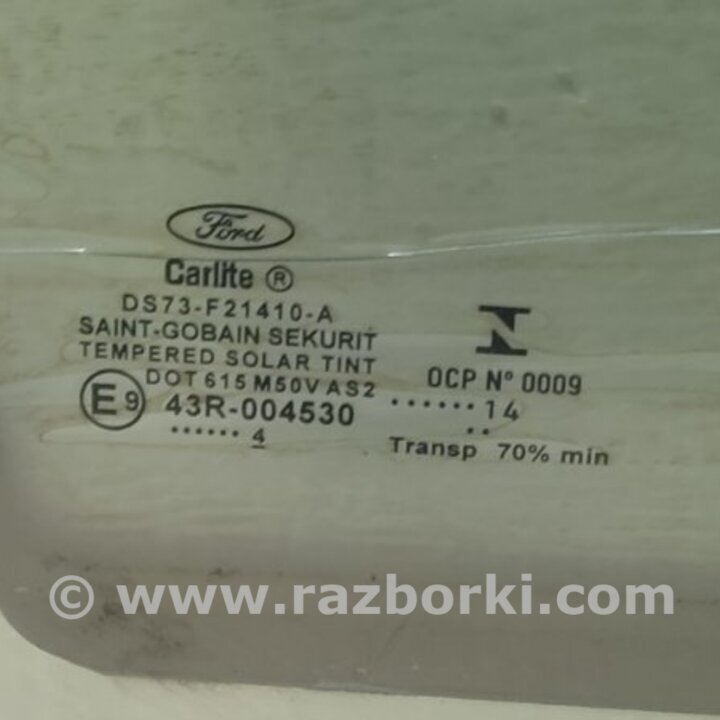 Ford
Carlite ®
DS73-F21410-A
SAINT-GOBAIN SEKURIT
TEMPERED SOLAR TINT
DOT 615 M50V AS2
E9 43R-004530
...... 4
N
OCP Nº 0009
...... 14
..
Transp 70% min
© www.razborki.com